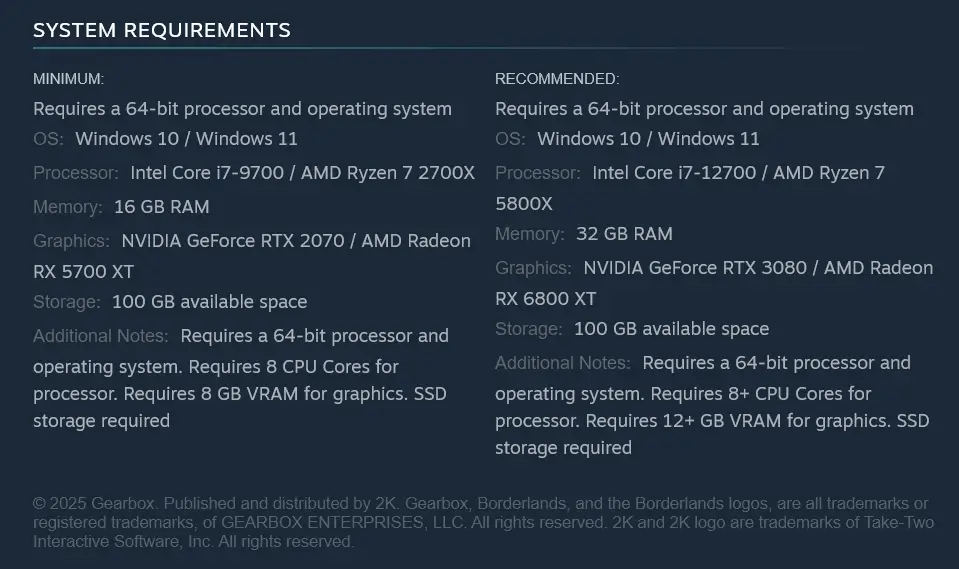 SYSTEM REQUIREMENTS
MINIMUM:
Requires a 64-bit processor and operating system
OS: Windows 10 / Windows 11
Processor: Intel Core i7-9700 / AMD Ryzen 7 2700X
Memory: 16 GB RAM
Graphics: NVIDIA GeForce RTX 2070 / AMD Radeon
RX 5700 XT
Storage: 100 GB available space
Additional Notes: Requires a 64-bit processor and
operating system. Requires 8 CPU Cores for
processor. Requires 8 GB VRAM for graphics. SSD
storage required
RECOMMENDED:
Requires a 64-bit processor and operating system
OS: Windows 10 / Windows 11
Processor: Intel Core i7-12700 / AMD Ryzen 7
5800X
Memory: 32 GB RAM
Graphics: NVIDIA GeForce RTX 3080 / AMD Radeon
RX 6800 XT
Storage: 100 GB available space
Additional Notes: Requires a 64-bit processor and
operating system. Requires 8+ CPU Cores for
processor. Requires 12+ GB VRAM for graphics. SSD
storage required
© 2025 Gearbox. Published and distributed by 2K. Gearbox, Borderlands, and the Borderlands logos, are all trademarks or
registered trademarks, of GEARBOX ENTERPRISES, LLC. All rights reserved. 2K and 2K logo are trademarks of Take-Two
Interactive Software, Inc. All rights reserved.